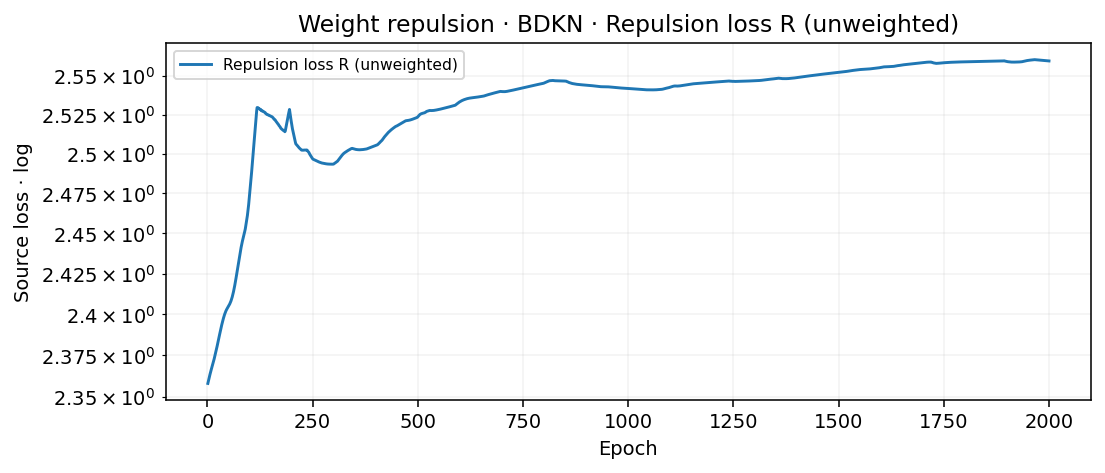 Weight repulsion · BDKN · Repulsion loss R (unweighted)
Repulsion loss R (unweighted)
Source loss · log
2.55 × 10⁰
2.525 × 10⁰
2.5 × 10⁰
2.475 × 10⁰
2.45 × 10⁰
2.425 × 10⁰
2.4 × 10⁰
2.375 × 10⁰
2.35 × 10⁰
0 250 500 750 1000 1250 1500 1750 2000
Epoch